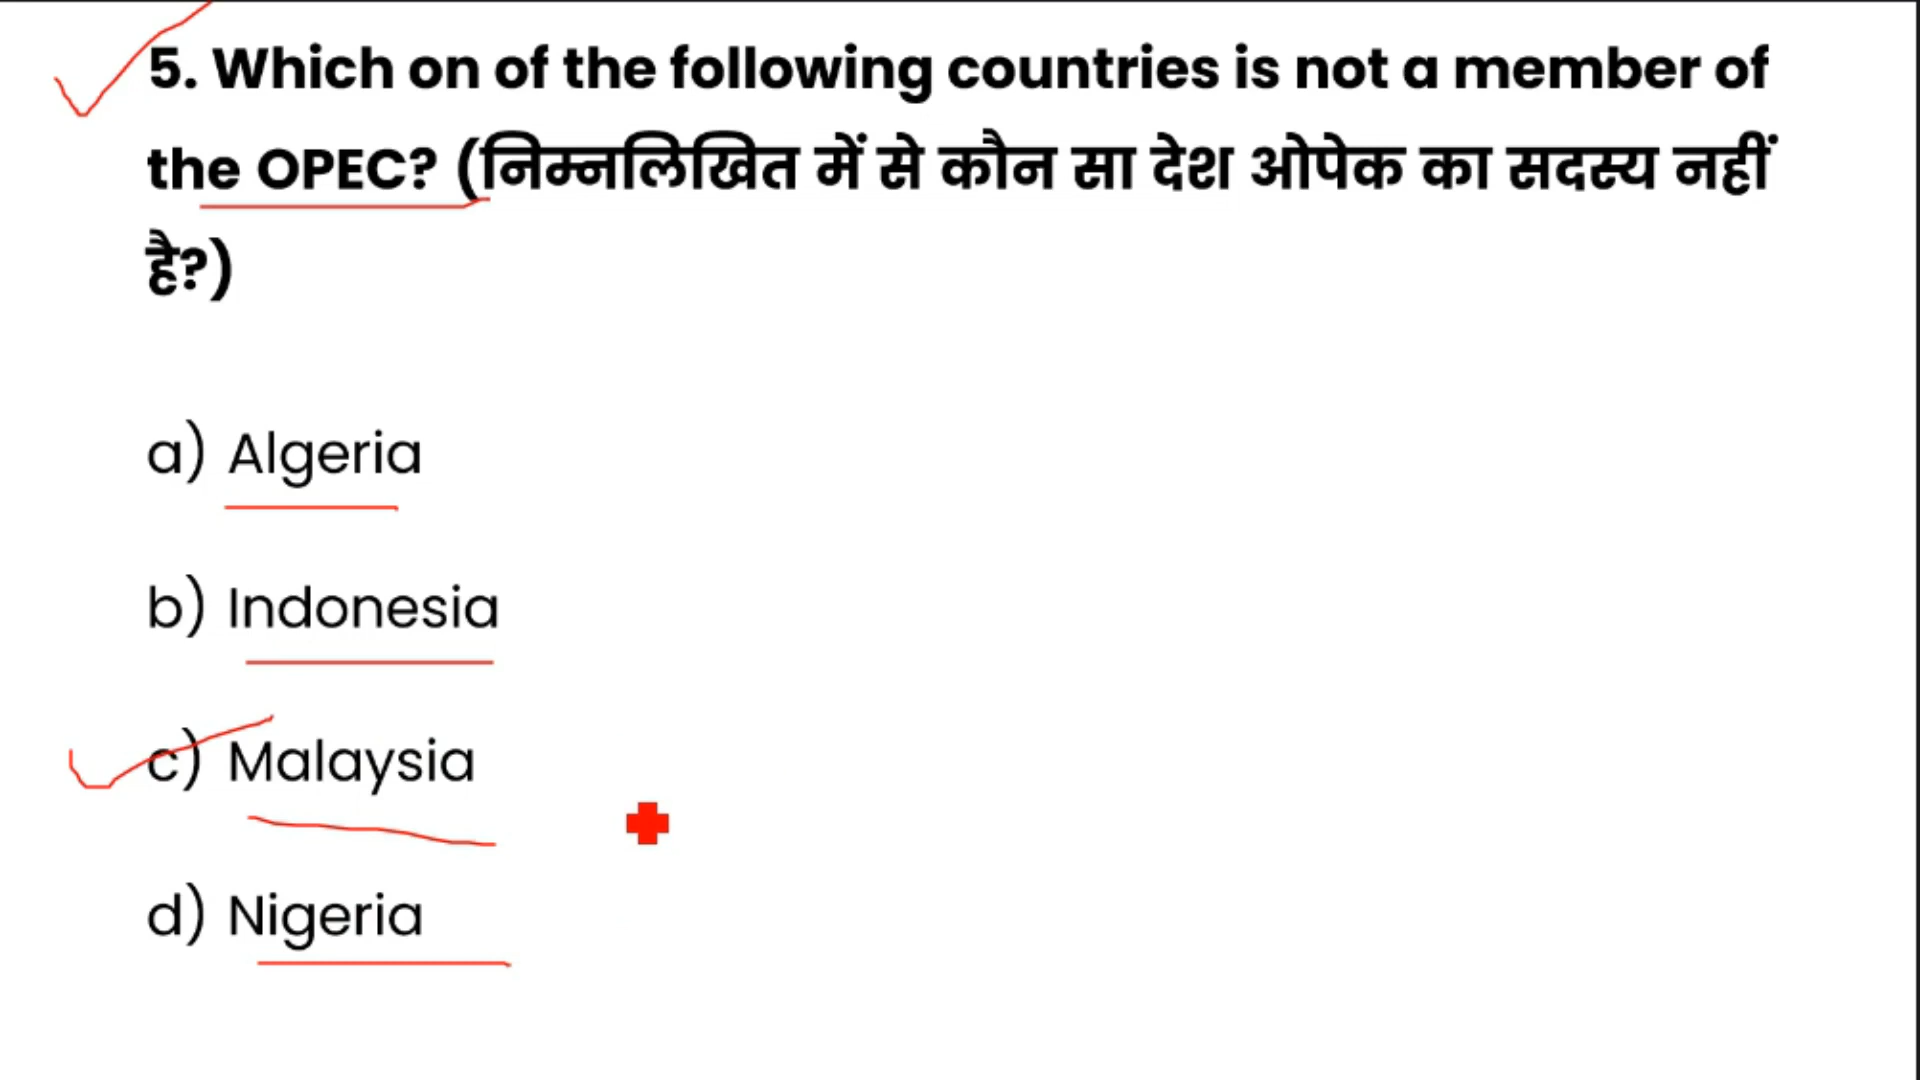 5. Which on of the following countries is not a member of
the OPEC? (निम्नलिखित में से कौन सा देश ओपेक का सदस्य नहीं
है?)
a) Algeria
b) Indonesia
c) Malaysia
d) Nigeria